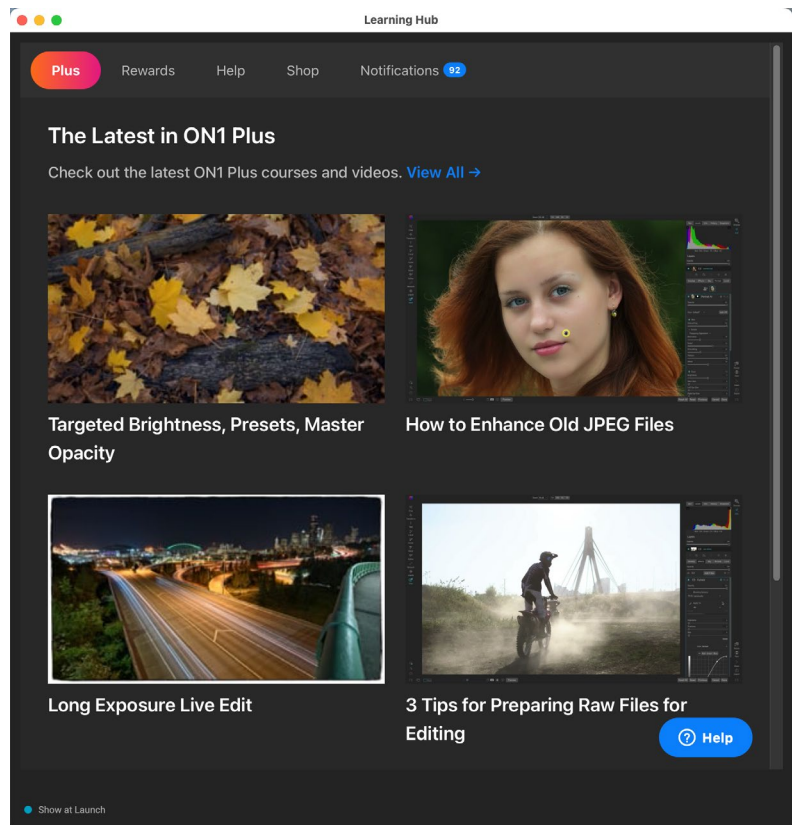 Learning Hub
Plus Rewards Help Shop Notifications 92
The Latest in ON1 Plus
Check out the latest ON1 Plus courses and videos. View All →
Targeted Brightness, Presets, Master
Opacity
How to Enhance Old JPEG Files
Long Exposure Live Edit
3 Tips for Preparing Raw Files for
Editing
? Help
Show at Launch